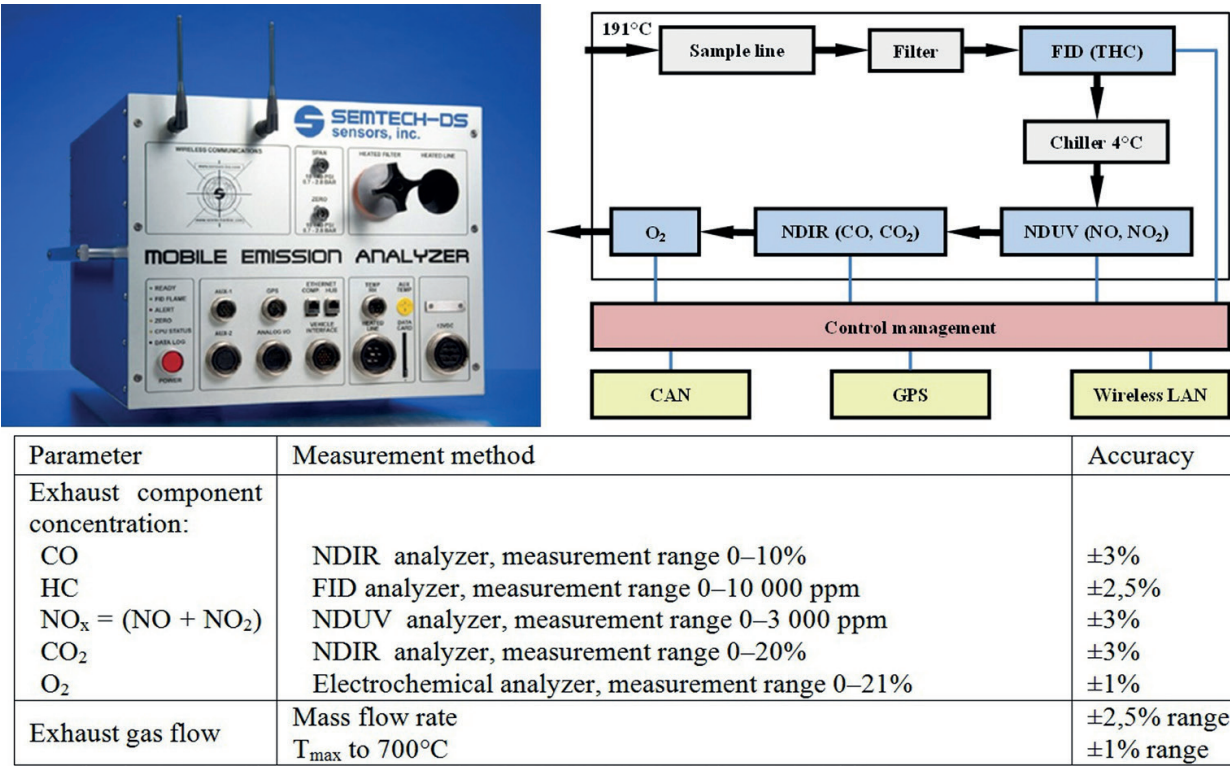 SEMTECH-DS
sensors, inc.
WIRELESS COMMUNICATIONS
SPAN
ZERO
HEATED FILTER
HEATED LINE
MOBILE EMISSION ANALYZER
READY
FID FLAME
ALERT
ZERO
CPU STATUS
DATA LOG
POWER
AUX-1
GPS
ETHERNET
COMP. HUB
TEMP
RH
AUX
TEMP
AUX-2
ANALOG I/O
VEHICLE
INTERFACE
HEATED
LINE
DATA
CARD
12VDC
191°C
Sample line
Filter
FID (THC)
Chiller 4°C
O₂
NDIR (CO, CO₂)
NDUV (NO, NO₂)
Control management
CAN
GPS
Wireless LAN
Parameter Measurement method Accuracy
Exhaust component
concentration:
CO NDIR analyzer, measurement range 0–10% ±3%
HC FID analyzer, measurement range 0–10 000 ppm ±2,5%
NOₓ = (NO + NO₂) NDUV analyzer, measurement range 0–3 000 ppm ±3%
CO₂ NDIR analyzer, measurement range 0–20% ±3%
O₂ Electrochemical analyzer, measurement range 0–21% ±1%
Exhaust gas flow
Mass flow rate ±2,5% range
Tmax to 700°C ±1% range